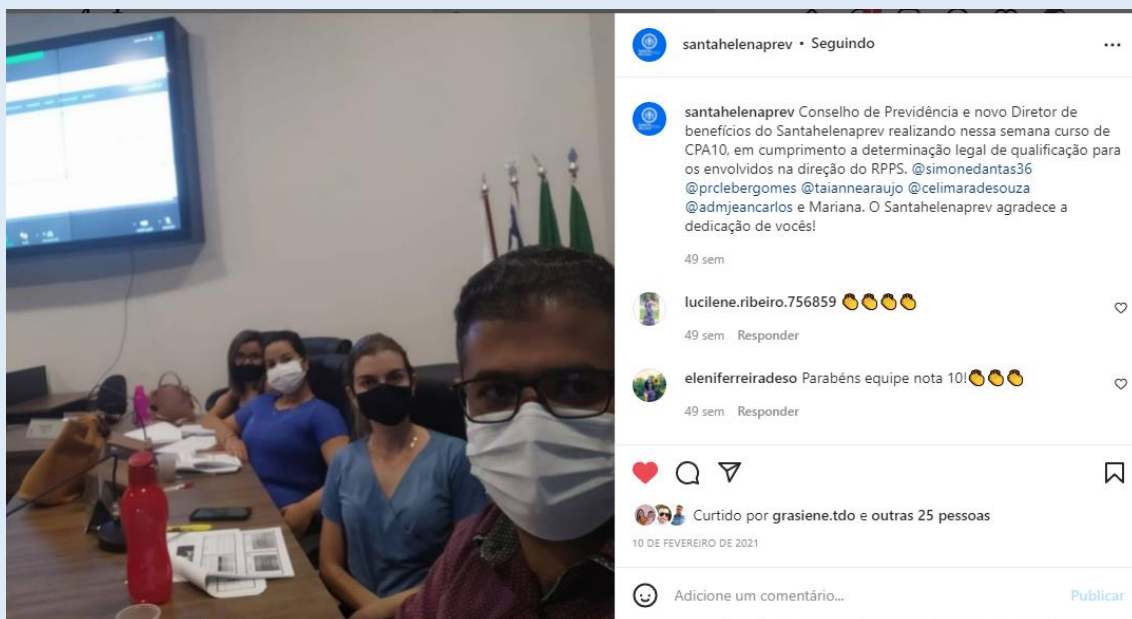 santahelenaprev • Seguindo
santahelenaprev Conselho de Previdência e novo Diretor de
benefícios do Santahelenaprev realizando nessa semana curso de
CPA10, em cumprimento a determinação legal de qualificação para
os envolvidos na direção do RPPS. @simonedantas36
@prclebergomes @taiannearaujo @celimaradesouza
@admjeancarlos e Mariana. O Santahelenaprev agradece a
dedicação de vocês!
49 sem
lucilene.ribeiro.756859 👏👏👏👏
49 sem Responder
eleniferreiradeso Parabéns equipe nota 10!👏👏👏
49 sem Responder
Curtido por grasiene.tdo e outras 25 pessoas
10 DE FEVEREIRO DE 2021
Adicione um comentário...
Publicar